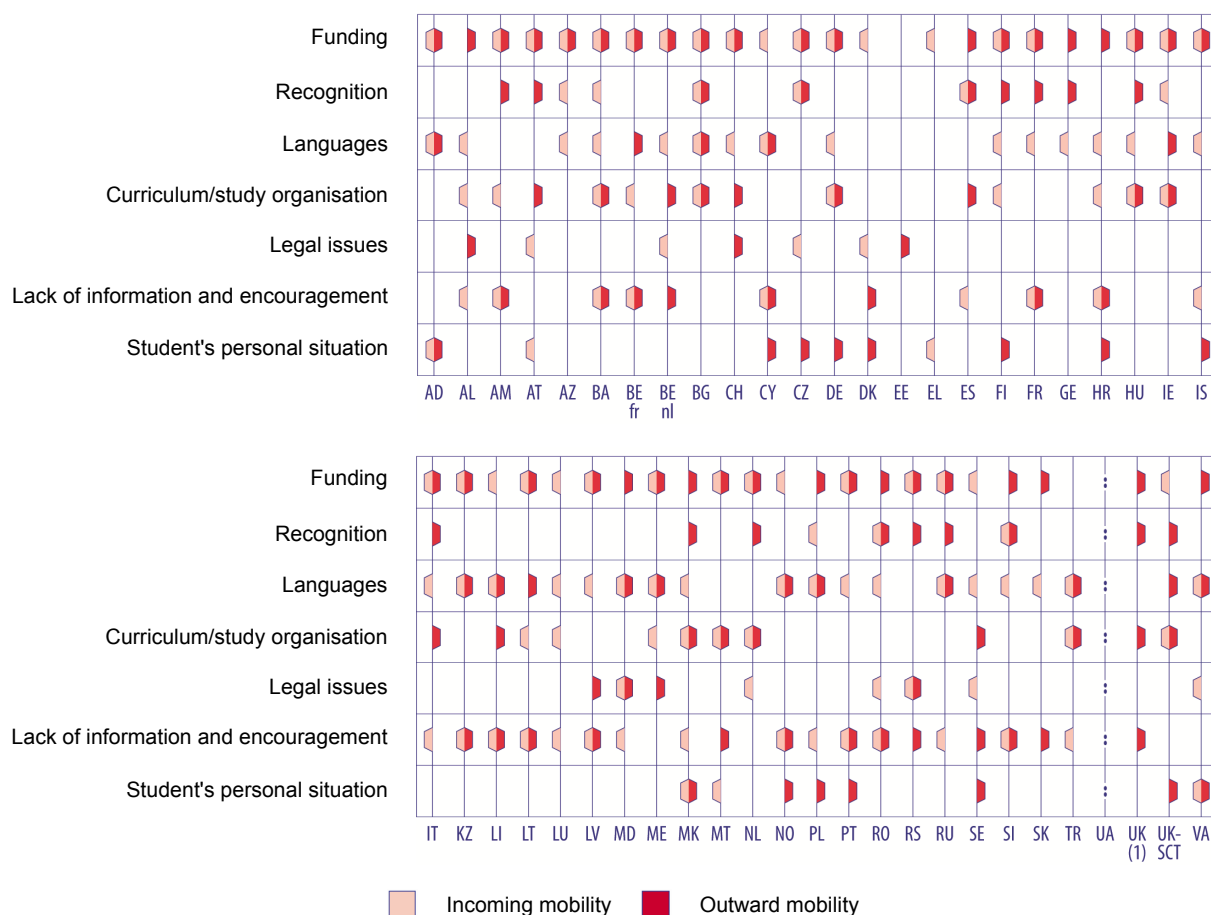 Funding
Recognition
Languages
Curriculum/study organisation
Legal issues
Lack of information and encouragement
Student's personal situation
AD AL AM AT AZ BA BE BE BG CH CY CZ DE DK EE EL ES FI FR GE HR HU IE IS
fr nl
Funding
Recognition
Languages
Curriculum/study organisation
Legal issues
Lack of information and encouragement
Student's personal situation
IT KZ LI LT LU LV MD ME MK MT NL NO PL PT RO RS RU SE SI SK TR UA UK UK- VA
(1) SCT
Incoming mobility Outward mobility